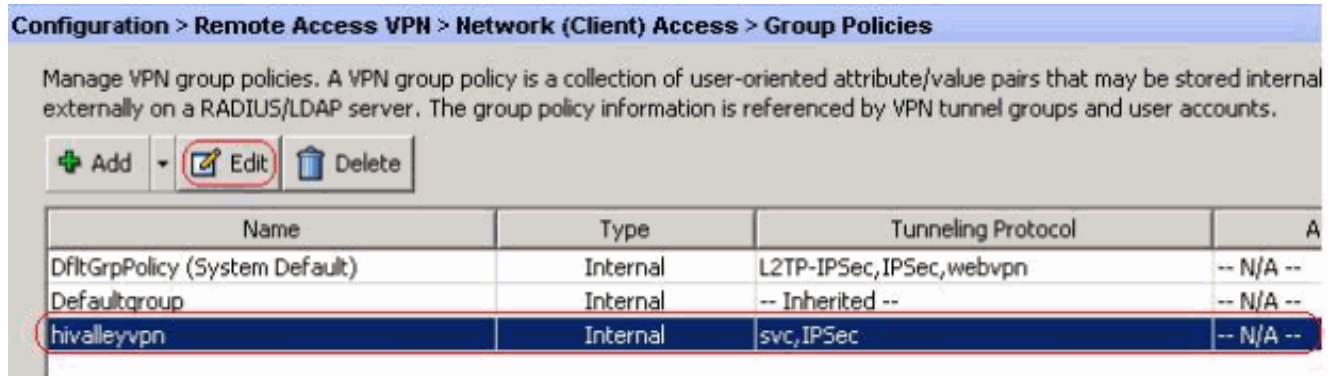 Configuration > Remote Access VPN > Network (Client) Access > Group Policies
Manage VPN group policies. A VPN group policy is a collection of user-oriented attribute/value pairs that may be stored internal
externally on a RADIUS/LDAP server. The group policy information is referenced by VPN tunnel groups and user accounts.
Add Edit Delete
Name Type Tunneling Protocol A
DfltGrpPolicy (System Default) Internal L2TP-IPSec,IPSec,webvpn -- N/A --
Defaultgroup Internal -- Inherited -- -- N/A --
hivalleyvpn Internal svc,IPSec -- N/A --